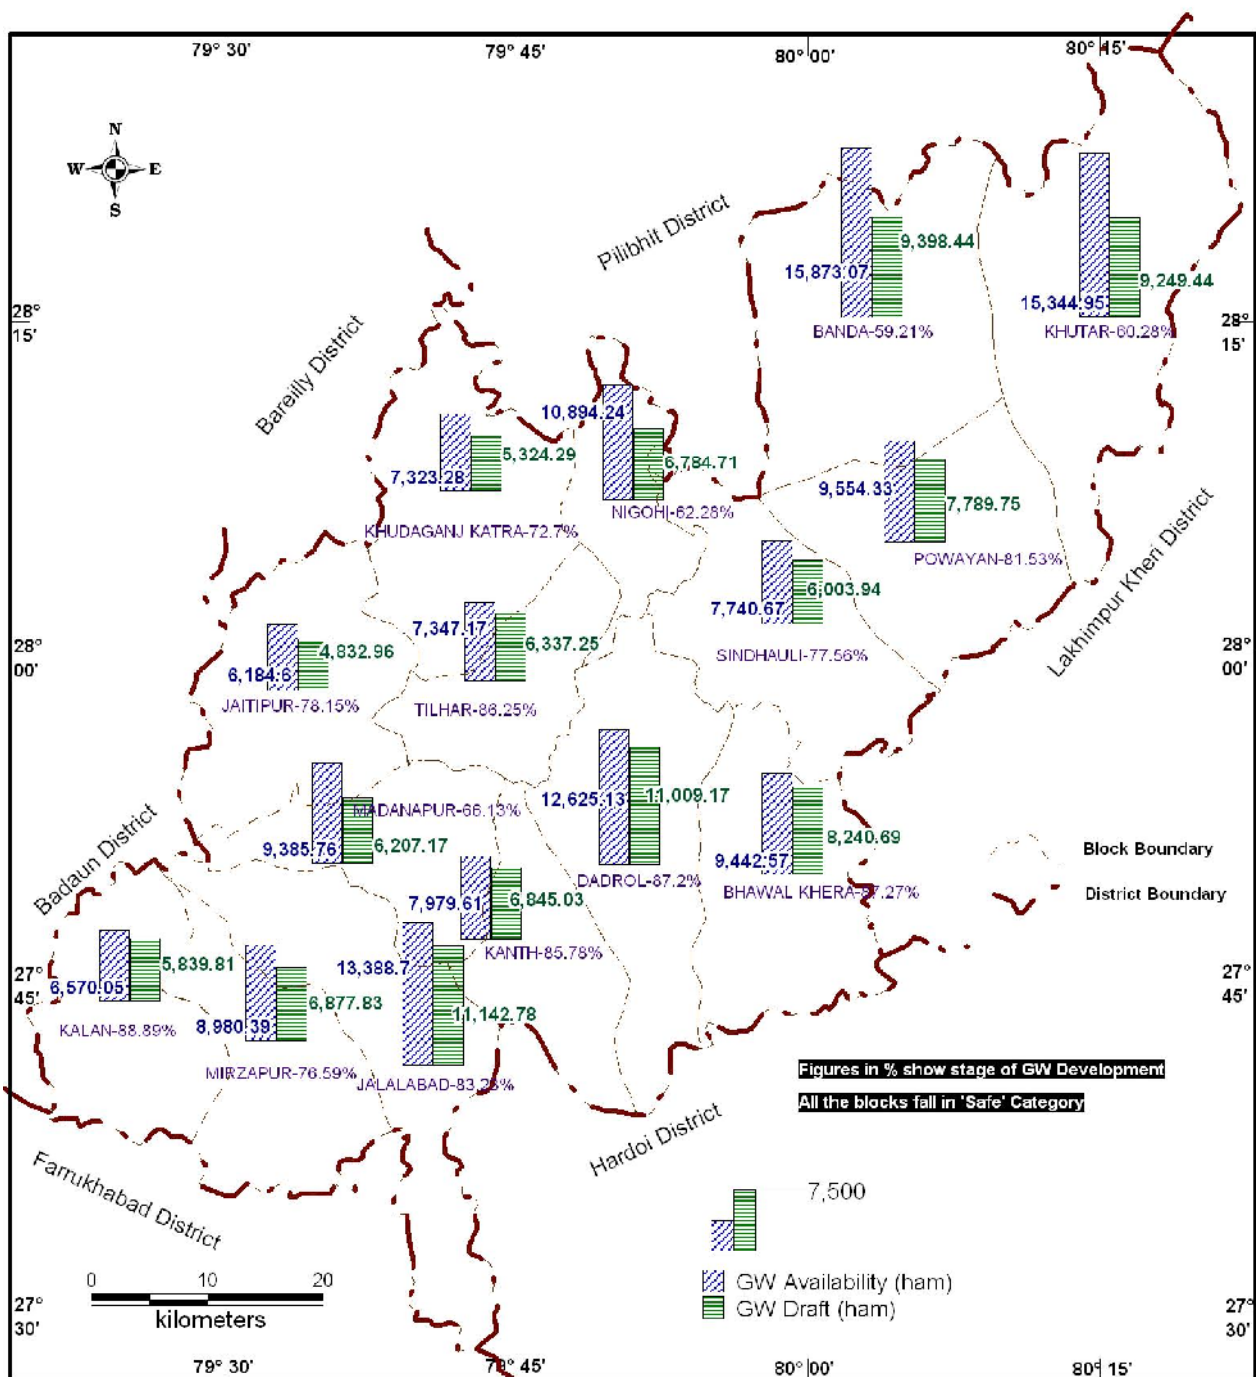 79° 30'
79° 45'
80° 00'
80° 15'
N
W E
S
Pilibhit District
9,398.44
15,873.07
9,249.44
15,344.95
28°
15'
28°
15'
BANDA-59.21%
KHUTAR-60.28%
Bareilly District
10,894.24
5,324.29
6,784.71
7,323.28
9,554.33
7,789.75
NIGOHI-62.28%
KHUDAGANJ KATRA-72.7%
POWAYAN-81.53%
Lakhimpur Kheri District
6,003.94
7,740.67
7,347.17
6,337.25
4,832.96
6,184.6
28°
00'
28°
00'
SINDHAULI-77.56%
JAITIPUR-78.15%
TILHAR-86.25%
12,625.13
11,009.17
MADANAPUR-66.13%
9,385.76
6,207.17
8,240.69
9,442.57
Badaun District
Block Boundary
DADROL-87.2%
BHAWAL KHERA-87.27%
District Boundary
7,979.61
6,845.03
KANTH-85.78%
13,388.7
5,839.81
6,570.05
27°
45'
27°
45'
6,877.83
8,980.39
11,142.78
KALAN-88.89%
MIRZAPUR-76.59%
JALALABAD-83.23%
Figures in % show stage of GW Development
All the blocks fall in 'Safe' Category
Hardoi District
Farrukhabad District
7,500
GW Availability (ham)
GW Draft (ham)
0 10 20
kilometers
27°
30'
27°
30'
79° 30'
79° 45'
80° 00'
80° 15'